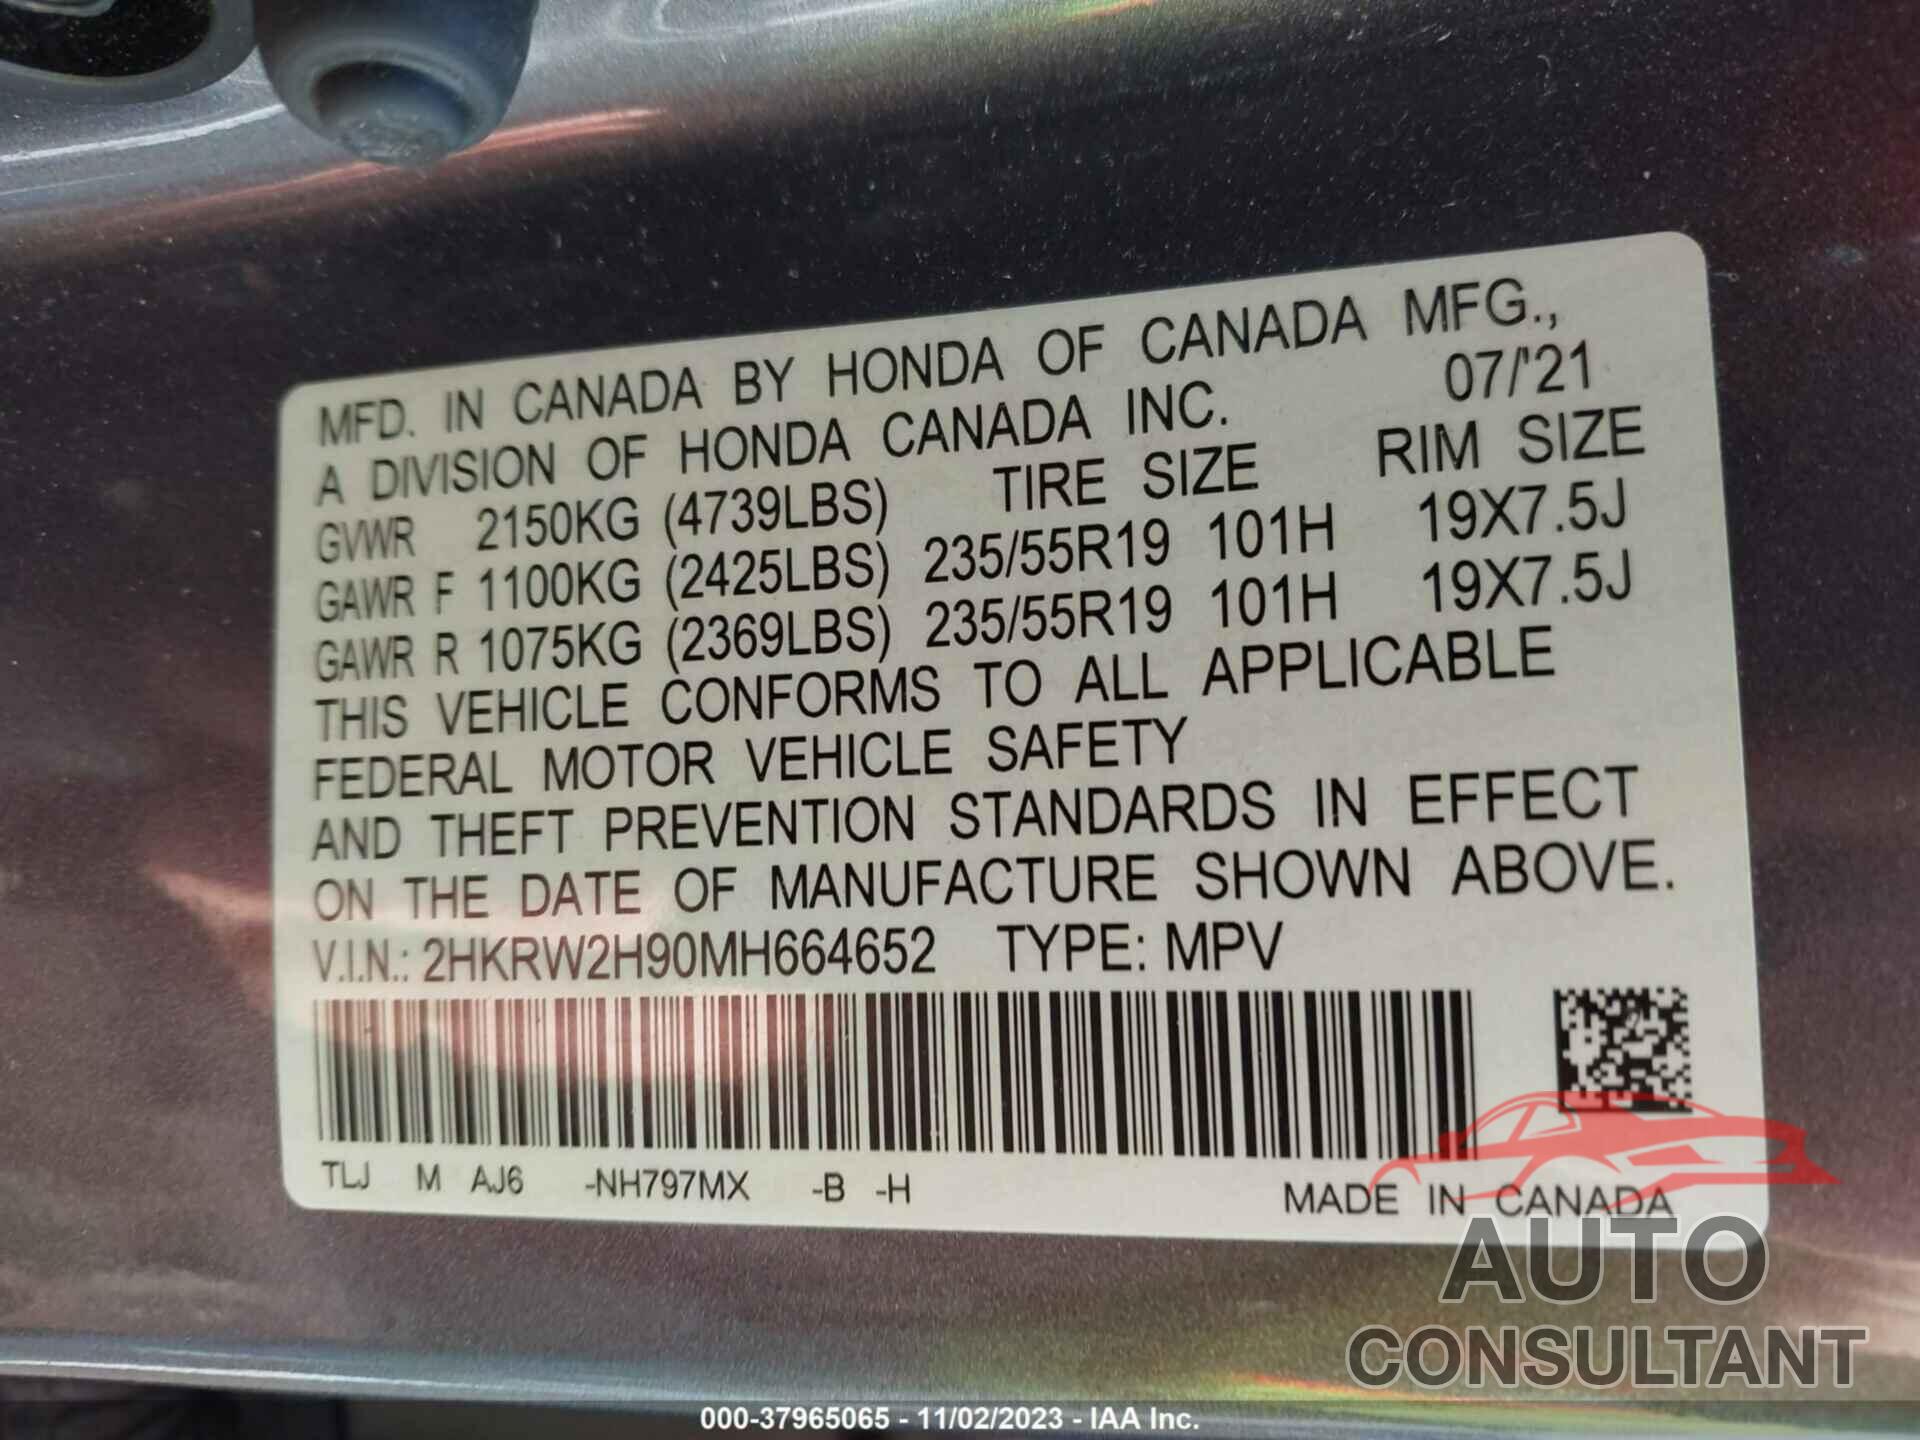 MFD. IN CANADA BY HONDA OF CANADA MFG.,
A DIVISION OF HONDA CANADA INC. 07/'21
GVWR 2150KG (4739LBS) TIRE SIZE RIM SIZE
GAWR F 1100KG (2425LBS) 235/55R19 101H 19X7.5J
GAWR R 1075KG (2369LBS) 235/55R19 101H 19X7.5J
THIS VEHICLE CONFORMS TO ALL APPLICABLE
FEDERAL MOTOR VEHICLE SAFETY
AND THEFT PREVENTION STANDARDS IN EFFECT
ON THE DATE OF MANUFACTURE SHOWN ABOVE.
V.I.N.: 2HKRW2H90MH664652 TYPE: MPV
TLJ M AJ6 -NH797MX -B -H
MADE IN CANADA
AUTO
CONSULTANT
000-37965065 - 11/02/2023 - IAA Inc.